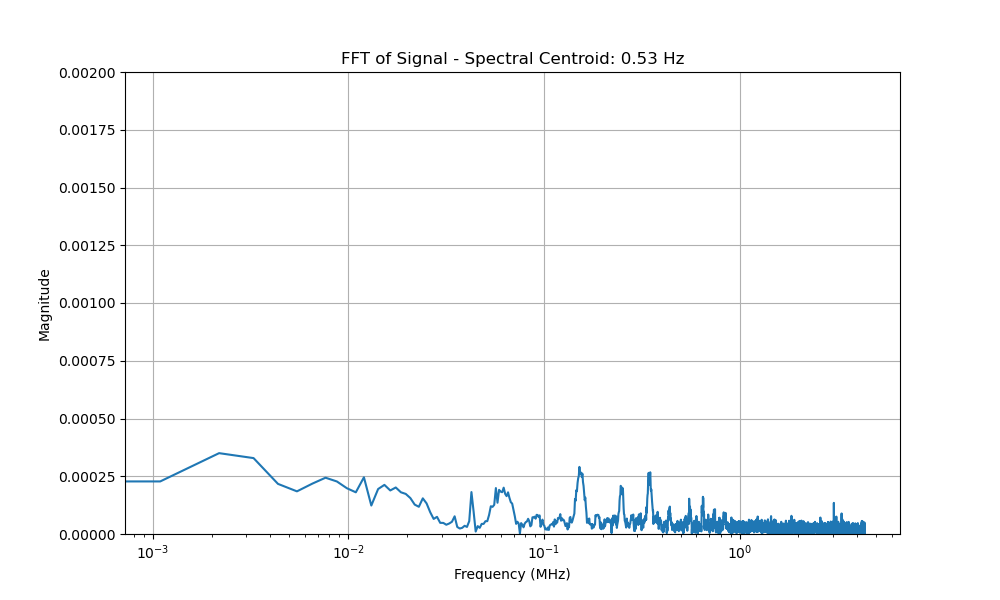 FFT of Signal - Spectral Centroid: 0.53 Hz
0.00200
0.00175
0.00150
0.00125
0.00100
0.00075
0.00050
0.00025
0.00000
Magnitude
10⁻³ 10⁻² 10⁻¹ 10⁰
Frequency (MHz)